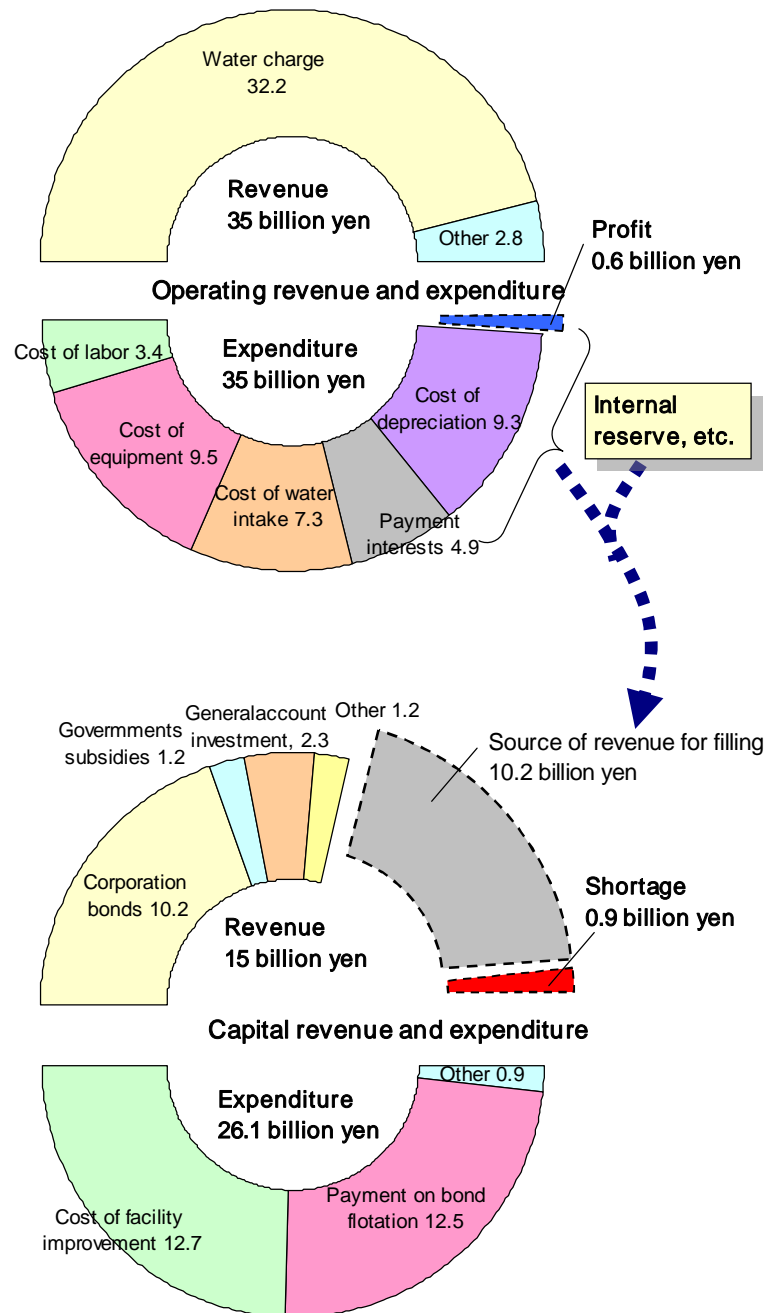 Water charge
32.2
Revenue
35 billion yen
Other 2.8
Profit
0.6 billion yen
Operating revenue and expenditure
Cost of labor 3.4
Expenditure
35 billion yen
Cost of
equipment 9.5
Cost of water
intake 7.3
Payment
interests 4.9
Cost of
depreciation 9.3
Internal
reserve, etc.
Governmments
subsidies 1.2
Generalaccount
investment, 2.3
Other 1.2
Source of revenue for filling
10.2 billion yen
Corporation
bonds 10.2
Revenue
15 billion yen
Shortage
0.9 billion yen
Capital revenue and expenditure
Other 0.9
Expenditure
26.1 billion yen
Cost of facility
improvement 12.7
Payment on bond
flotation 12.5